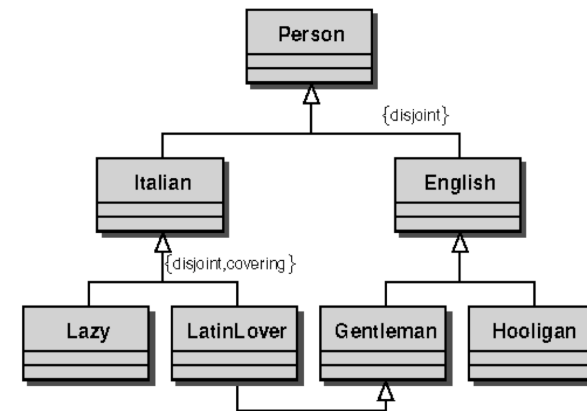 Person
{disjoint}
Italian
English
{disjoint,covering}
Lazy
LatinLover
Gentleman
Hooligan